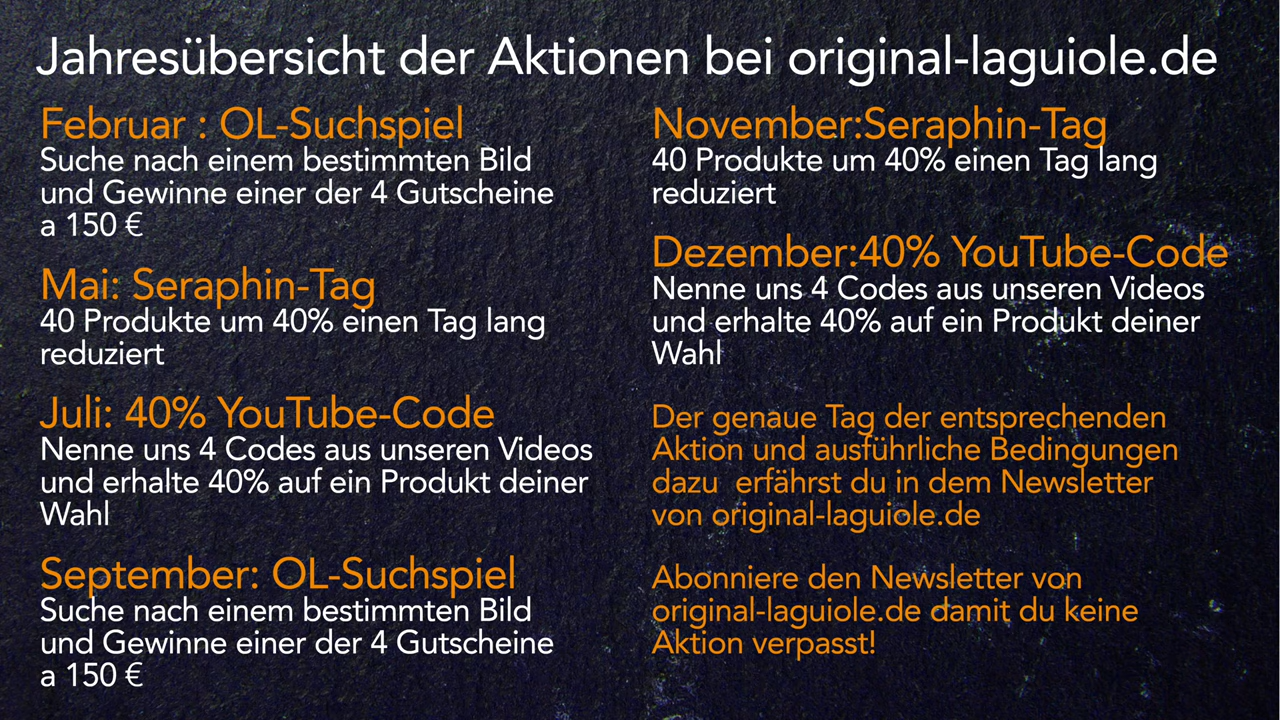 Jahresübersicht der Aktionen bei original-laguiole.de
Februar : OL-Suchspiel
Suche nach einem bestimmten Bild
und Gewinne einer der 4 Gutscheine
a 150 €
Mai: Seraphin-Tag
40 Produkte um 40% einen Tag lang
reduziert
Juli: 40% YouTube-Code
Nenne uns 4 Codes aus unseren Videos
und erhalte 40% auf ein Produkt deiner
Wahl
September: OL-Suchspiel
Suche nach einem bestimmten Bild
und Gewinne einer der 4 Gutscheine
a 150 €
November:Seraphin-Tag
40 Produkte um 40% einen Tag lang
reduziert
Dezember:40% YouTube-Code
Nenne uns 4 Codes aus unseren Videos
und erhalte 40% auf ein Produkt deiner
Wahl
Der genaue Tag der entsprechenden
Aktion und ausführliche Bedingungen
dazu  erfährst du in dem Newsletter
von original-laguiole.de
Abonniere den Newsletter von
original-laguiole.de damit du keine
Aktion verpasst!